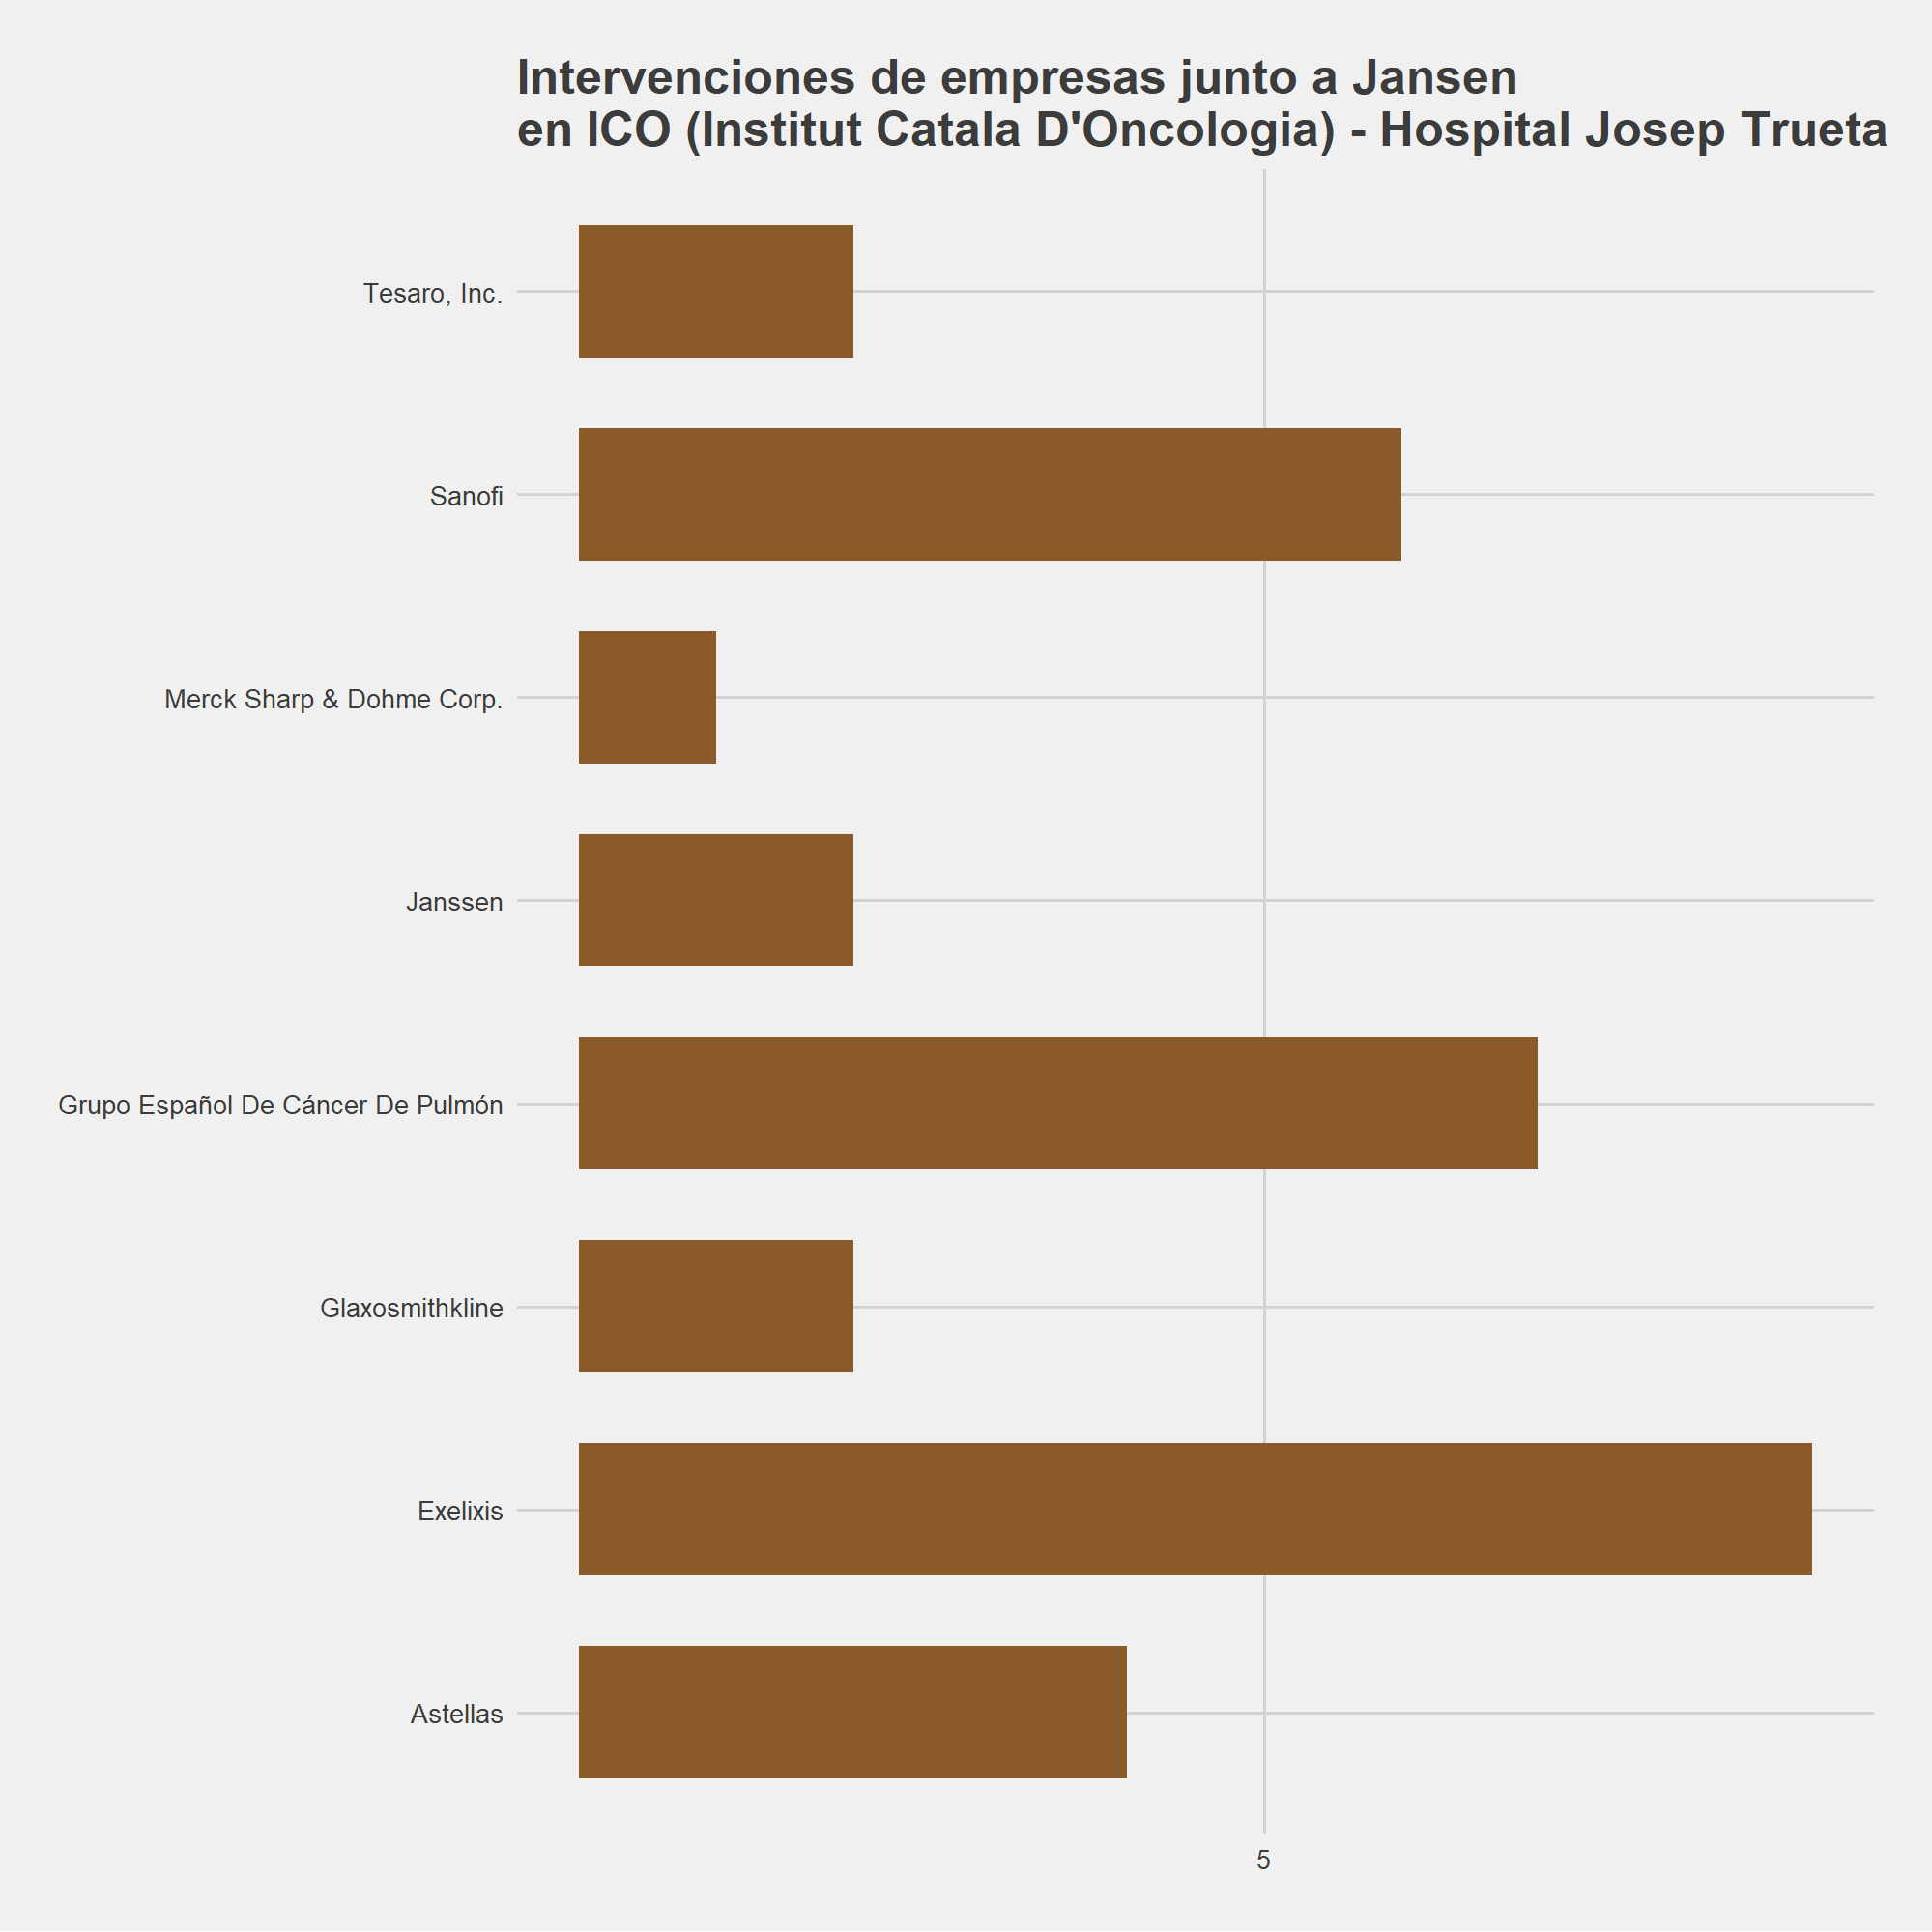 Intervenciones de empresas junto a Jansen
en ICO (Institut Catala D'Oncologia) - Hospital Josep Trueta
Tesaro, Inc.
Sanofi
Merck Sharp & Dohme Corp.
Janssen
Grupo Español De Cáncer De Pulmón
Glaxosmithkline
Exelixis
Astellas
5